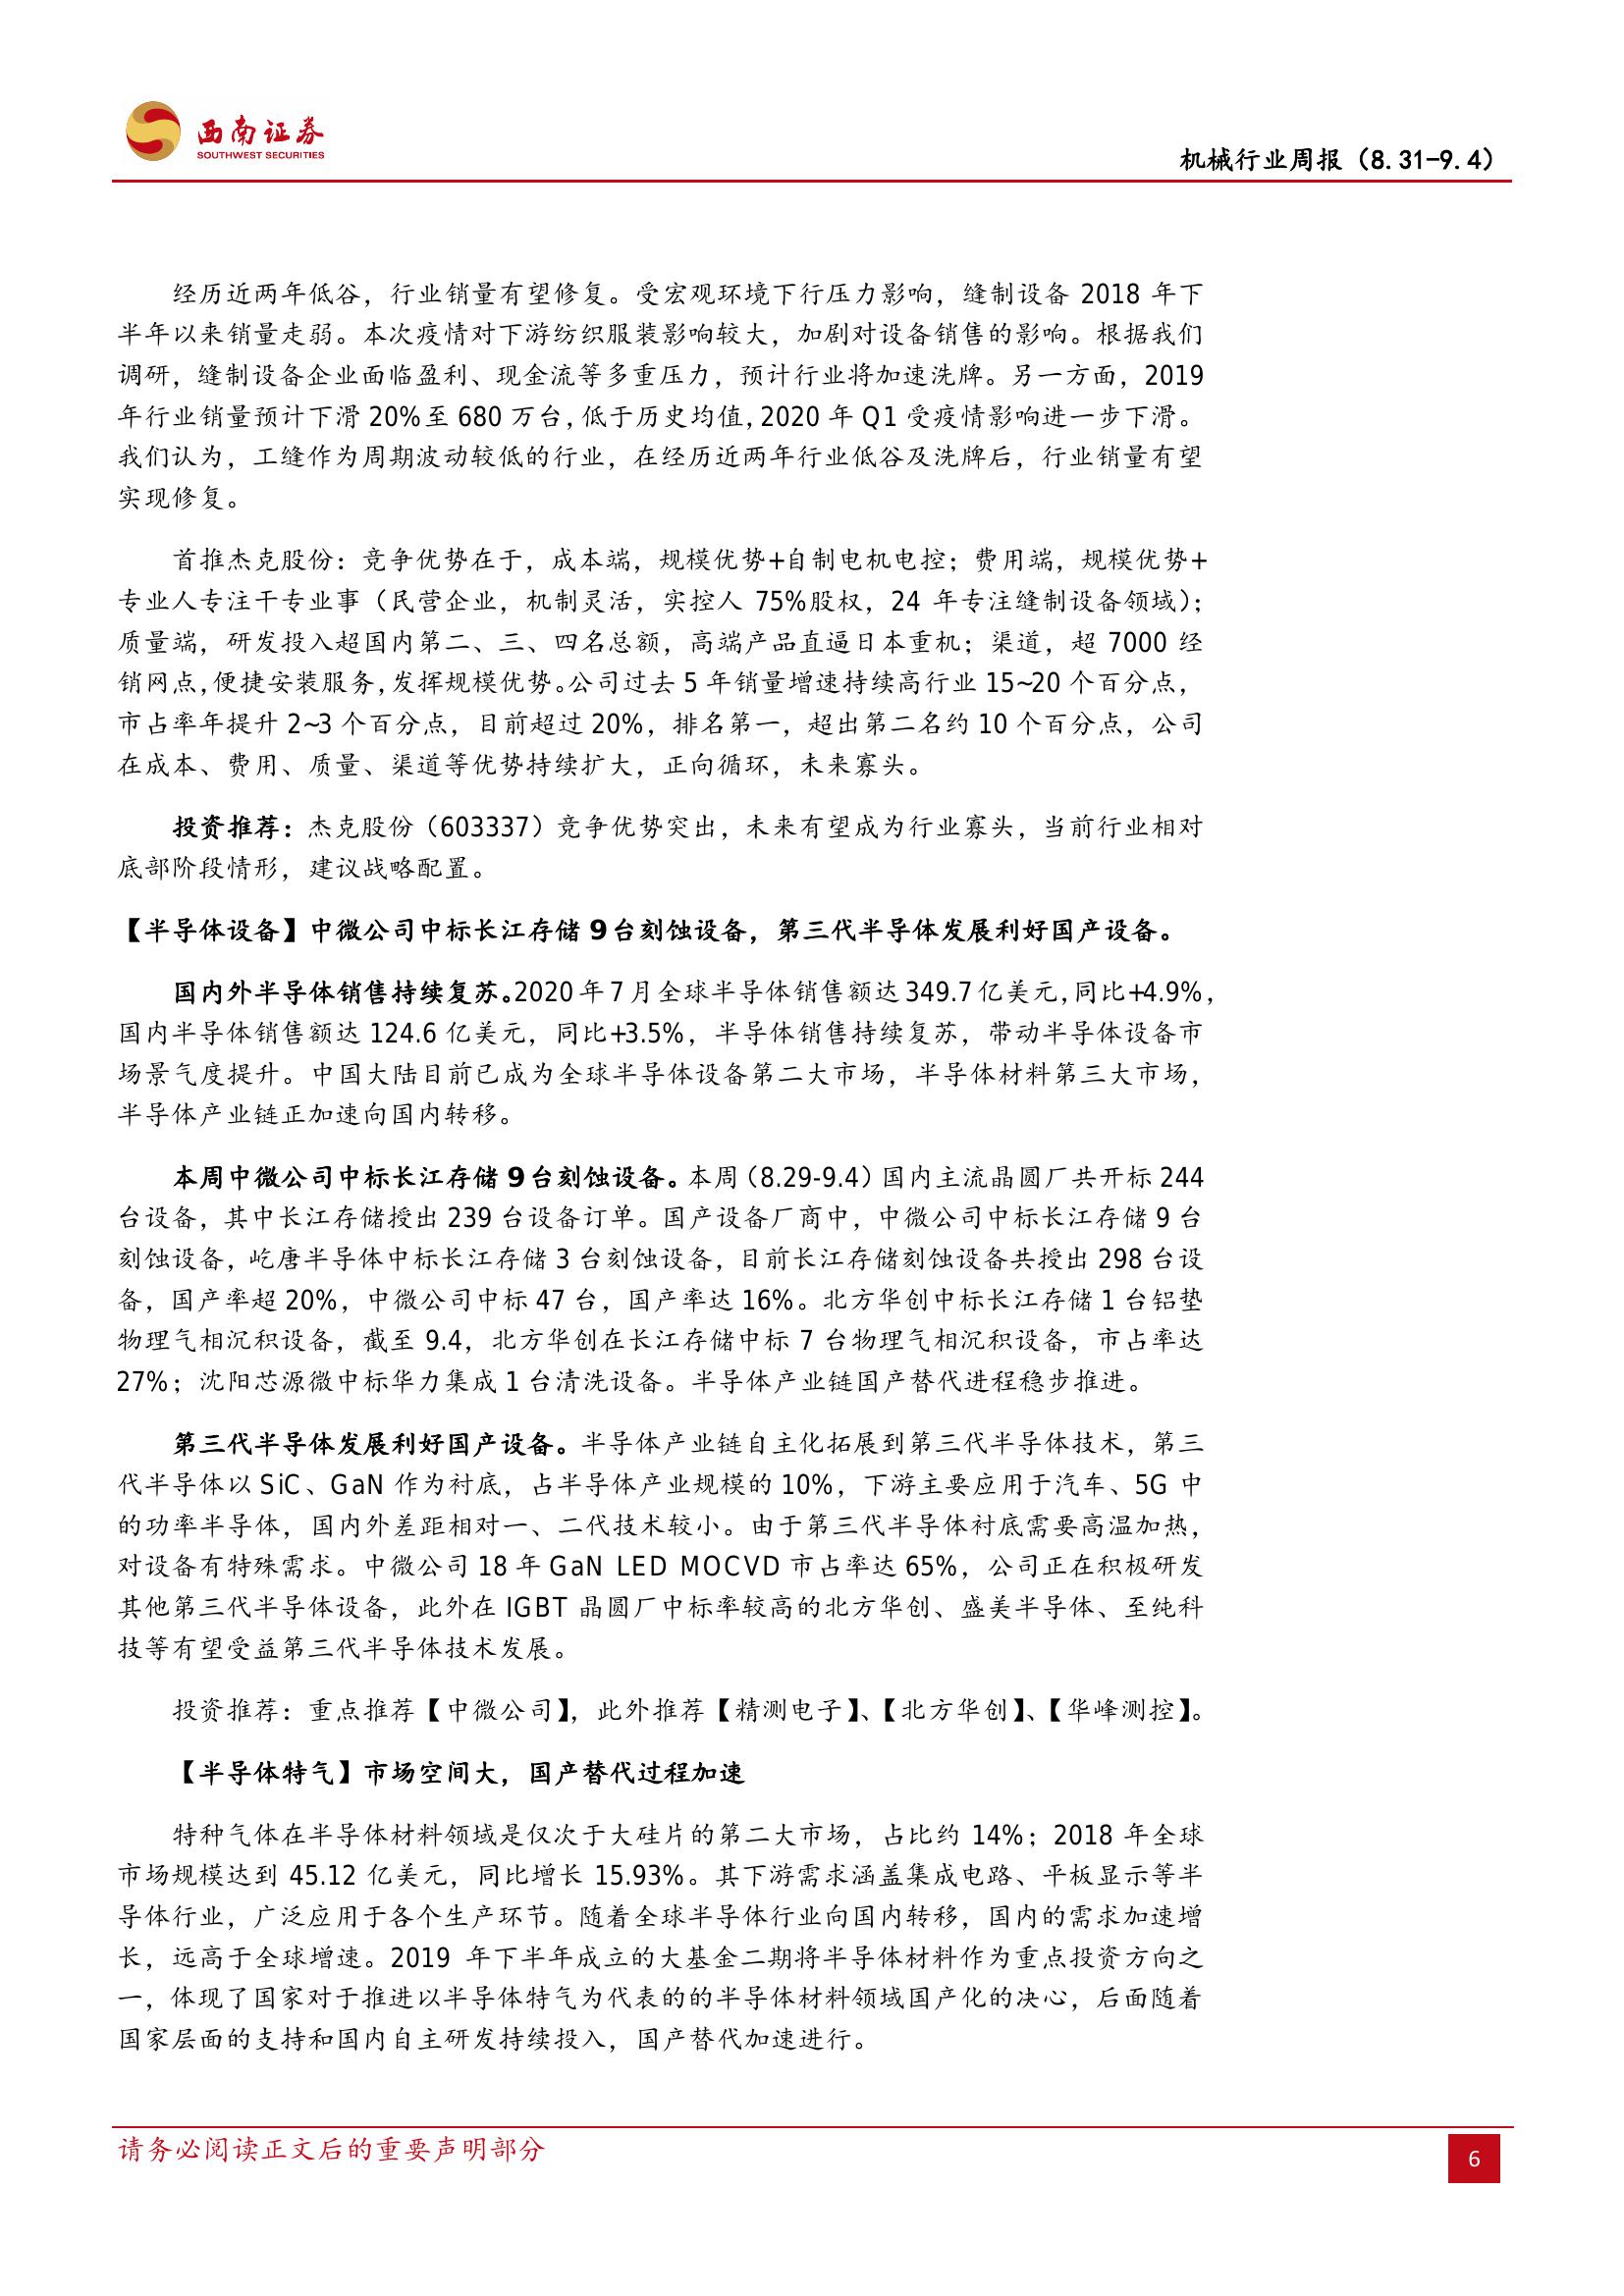 西南证券
SOUTHWEST SECURITIES
机械行业周报（8.31-9.4）
经历近两年低谷，行业销量有望修复。受宏观环境下行压力影响，缝制设备 2018 年下
半年以来销量走弱。本次疫情对下游纺织服装影响较大，加剧对设备销售的影响。根据我们
调研，缝制设备企业面临盈利、现金流等多重压力，预计行业将加速洗牌。另一方面，2019
年行业销量预计下滑 20%至 680 万台，低于历史均值，2020 年 Q1 受疫情影响进一步下滑。
我们认为，工缝作为周期波动较低的行业，在经历近两年行业低谷及洗牌后，行业销量有望
实现修复。
首推杰克股份：竞争优势在于，成本端，规模优势+自制电机电控；费用端，规模优势+
专业人专注干专业事（民营企业，机制灵活，实控人 75%股权，24 年专注缝制设备领域）；
质量端，研发投入超国内第二、三、四名总额，高端产品直逼日本重机；渠道，超 7000 经
销网点，便捷安装服务，发挥规模优势。公司过去 5 年销量增速持续高行业 15~20 个百分点，
市占率年提升 2~3 个百分点，目前超过 20%，排名第一，超出第二名约 10 个百分点，公司
在成本、费用、质量、渠道等优势持续扩大，正向循环，未来寡头。
投资推荐：杰克股份（603337）竞争优势突出，未来有望成为行业寡头，当前行业相对
底部阶段情形，建议战略配置。
【半导体设备】中微公司中标长江存储 9 台刻蚀设备，第三代半导体发展利好国产设备。
国内外半导体销售持续复苏。2020 年 7 月全球半导体销售额达 349.7 亿美元，同比+4.9%，
国内半导体销售额达 124.6 亿美元，同比+3.5%，半导体销售持续复苏，带动半导体设备市
场景气度提升。中国大陆目前已成为全球半导体设备第二大市场，半导体材料第三大市场，
半导体产业链正加速向国内转移。
本周中微公司中标长江存储 9 台刻蚀设备。本周（8.29-9.4）国内主流晶圆厂共开标 244
台设备，其中长江存储授出 239 台设备订单。国产设备厂商中，中微公司中标长江存储 9 台
刻蚀设备，屹唐半导体中标长江存储 3 台刻蚀设备，目前长江存储刻蚀设备共授出 298 台设
备，国产率超 20%，中微公司中标 47 台，国产率达 16%。北方华创中标长江存储 1 台铝垫
物理气相沉积设备，截至 9.4，北方华创在长江存储中标 7 台物理气相沉积设备，市占率达
27%；沈阳芯源微中标华力集成 1 台清洗设备。半导体产业链国产替代进程稳步推进。
第三代半导体发展利好国产设备。半导体产业链自主化拓展到第三代半导体技术，第三
代半导体以 SiC、GaN 作为衬底，占半导体产业规模的 10%，下游主要应用于汽车、5G 中
的功率半导体，国内外差距相对一、二代技术较小。由于第三代半导体衬底需要高温加热，
对设备有特殊需求。中微公司 18 年 GaN LED MOCVD 市占率达 65%，公司正在积极研发
其他第三代半导体设备，此外在 IGBT 晶圆厂中标率较高的北方华创、盛美半导体、至纯科
技等有望受益第三代半导体技术发展。
投资推荐：重点推荐【中微公司】，此外推荐【精测电子】、【北方华创】、【华峰测控】。
【半导体特气】市场空间大，国产替代过程加速
特种气体在半导体材料领域是仅次于大硅片的第二大市场，占比约 14%；2018 年全球
市场规模达到 45.12 亿美元，同比增长 15.93%。其下游需求涵盖集成电路、平板显示等半
导体行业，广泛应用于各个生产环节。随着全球半导体行业向国内转移，国内的需求加速增
长，远高于全球增速。2019 年下半年成立的大基金二期将半导体材料作为重点投资方向之
一，体现了国家对于推进以半导体特气为代表的的半导体材料领域国产化的决心，后面随着
国家层面的支持和国内自主研发持续投入，国产替代加速进行。
请务必阅读正文后的重要声明部分
6